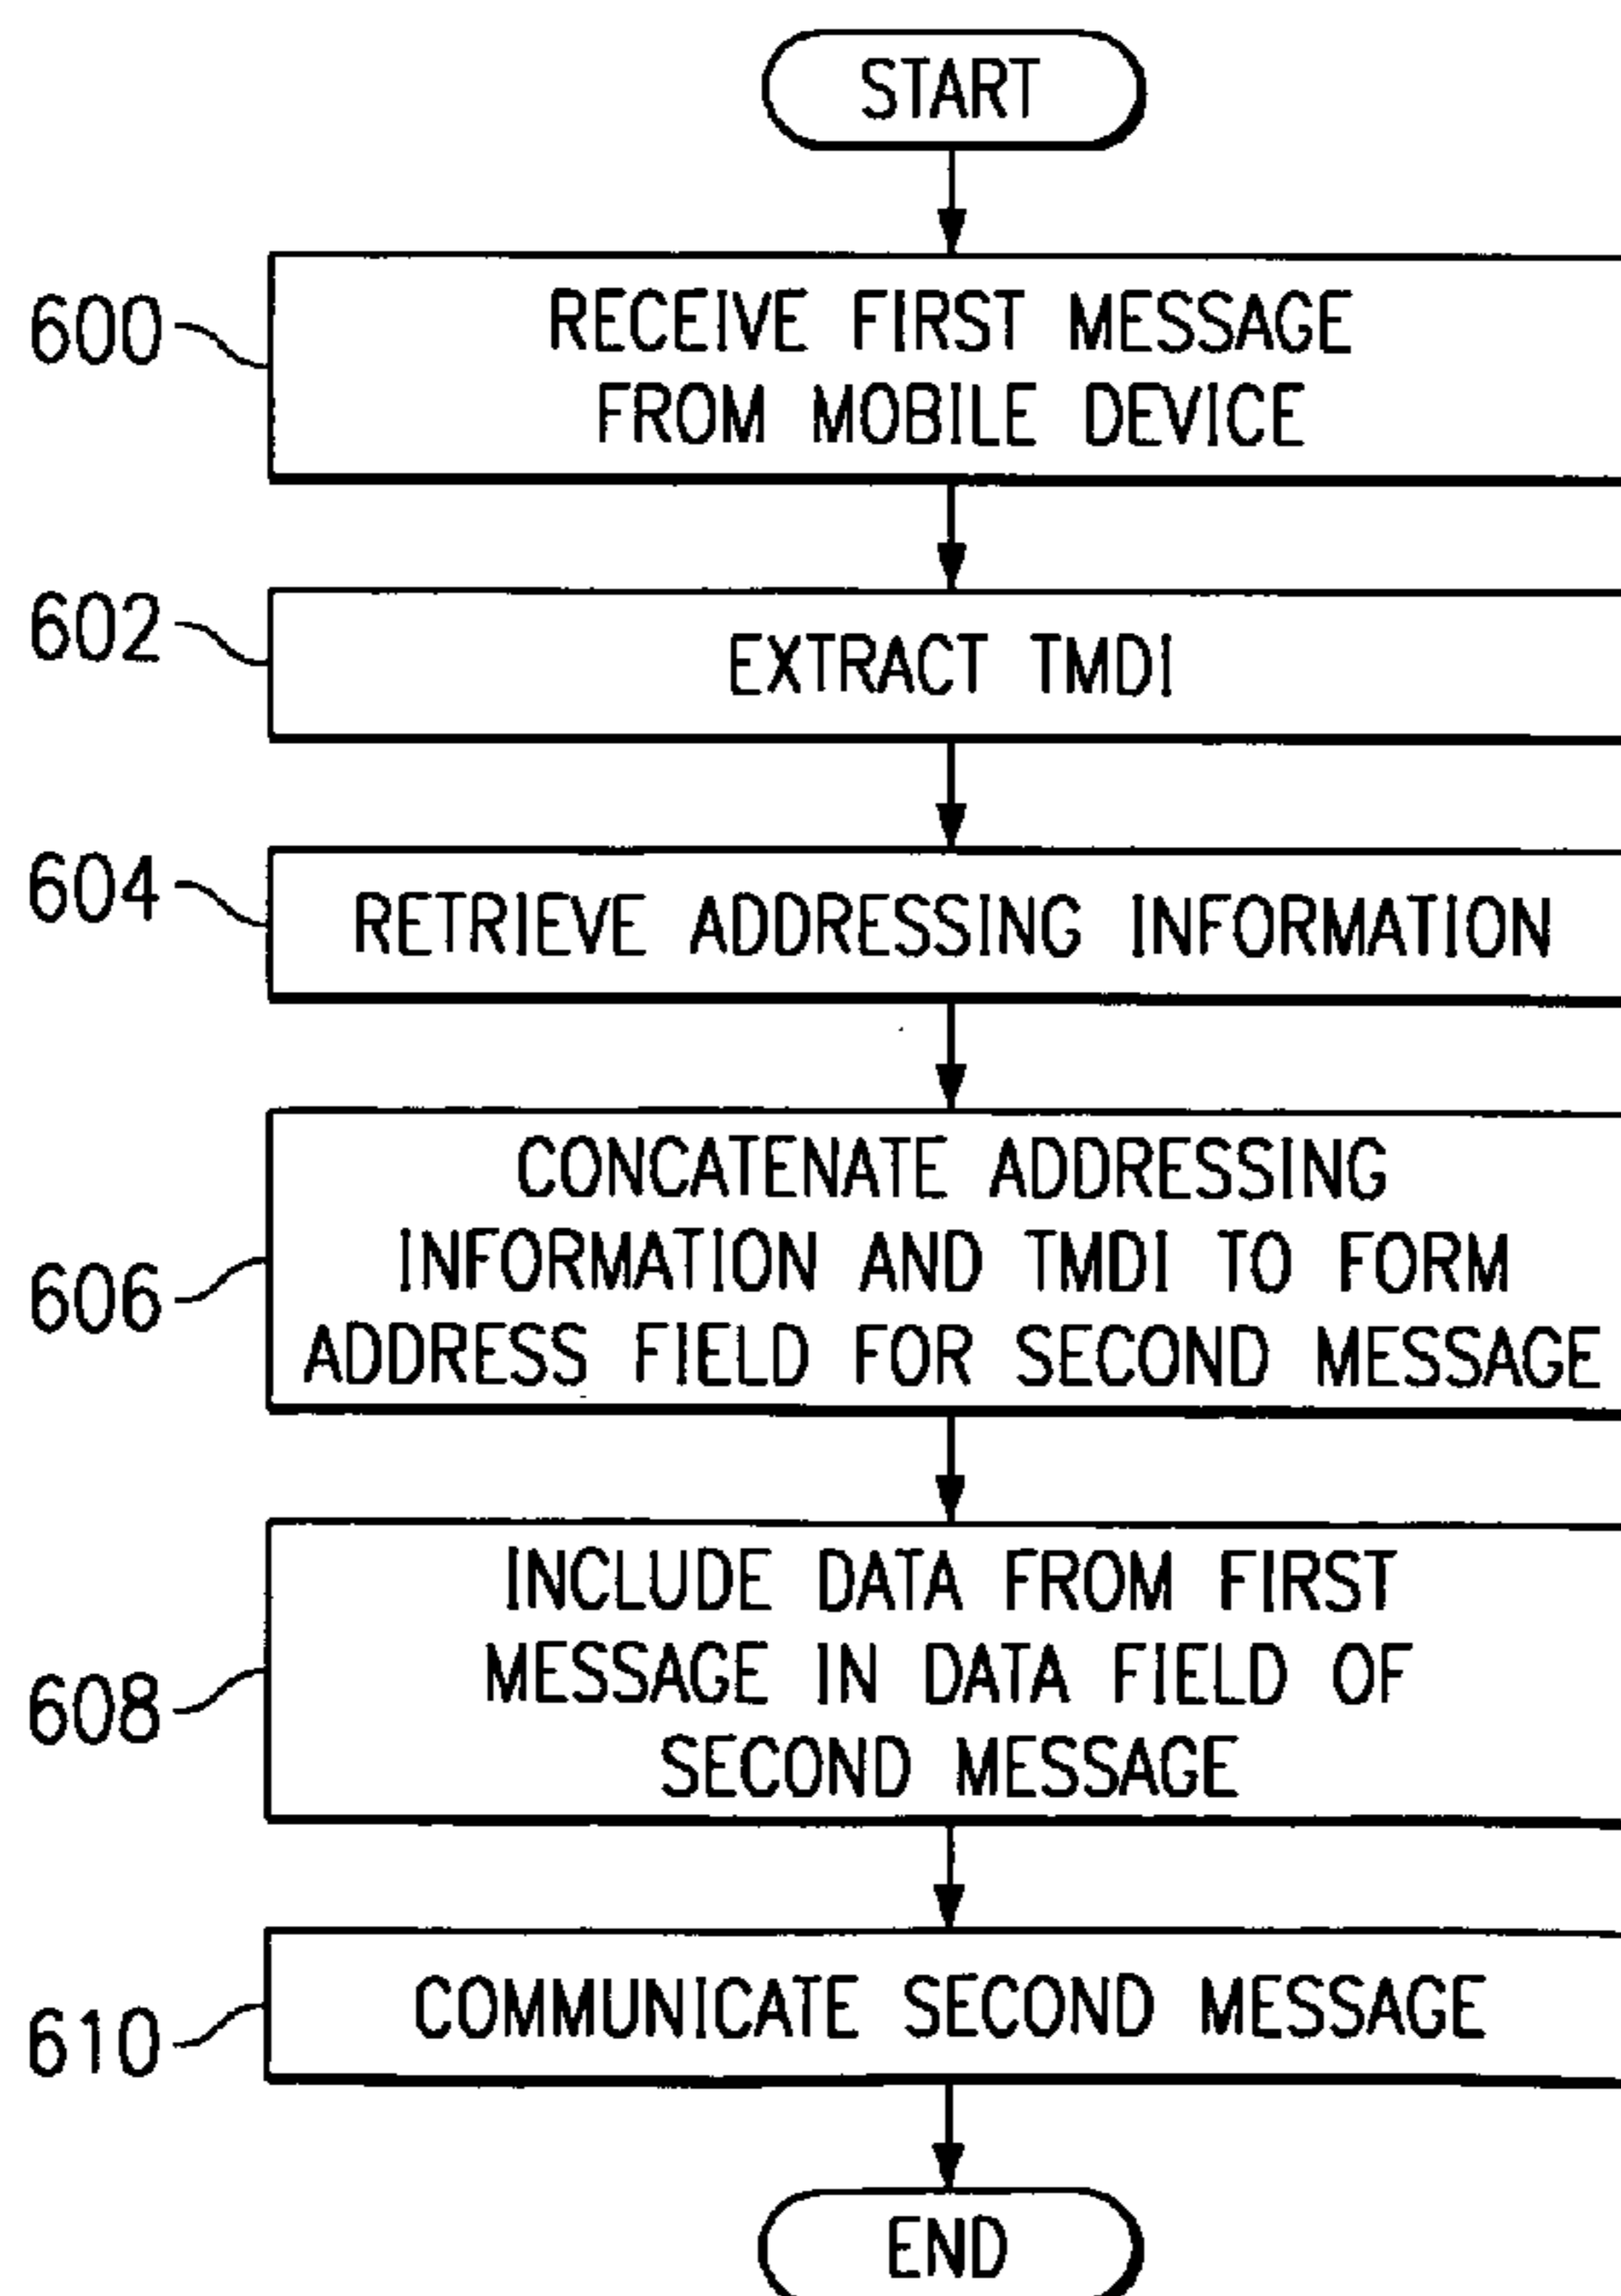 START
600
RECEIVE FIRST MESSAGE
FROM MOBILE DEVICE
602
EXTRACT TMDI
604
RETRIEVE ADDRESSING INFORMATION
606
CONCATENATE ADDRESSING
INFORMATION AND TMDI TO FORM
ADDRESS FIELD FOR SECOND MESSAGE
608
INCLUDE DATA FROM FIRST
MESSAGE IN DATA FIELD OF
SECOND MESSAGE
610
COMMUNICATE SECOND MESSAGE
END